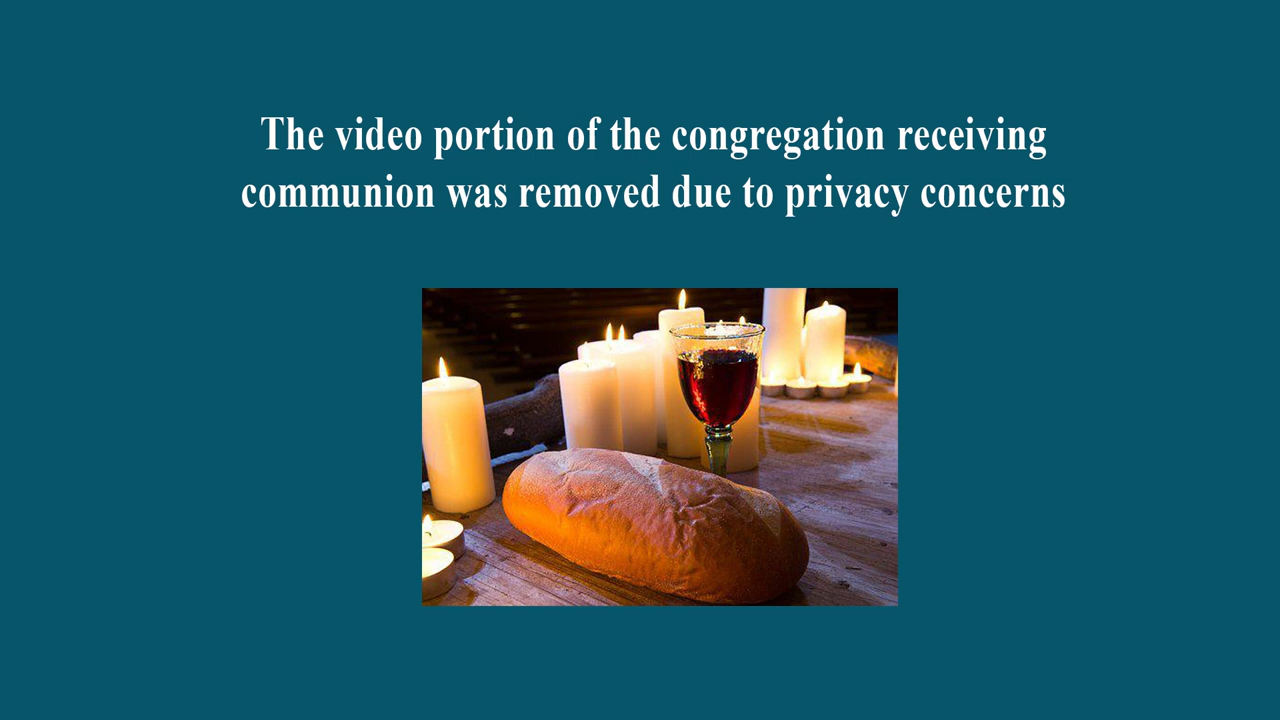 The video portion of the congregation receiving
communion was removed due to privacy concerns